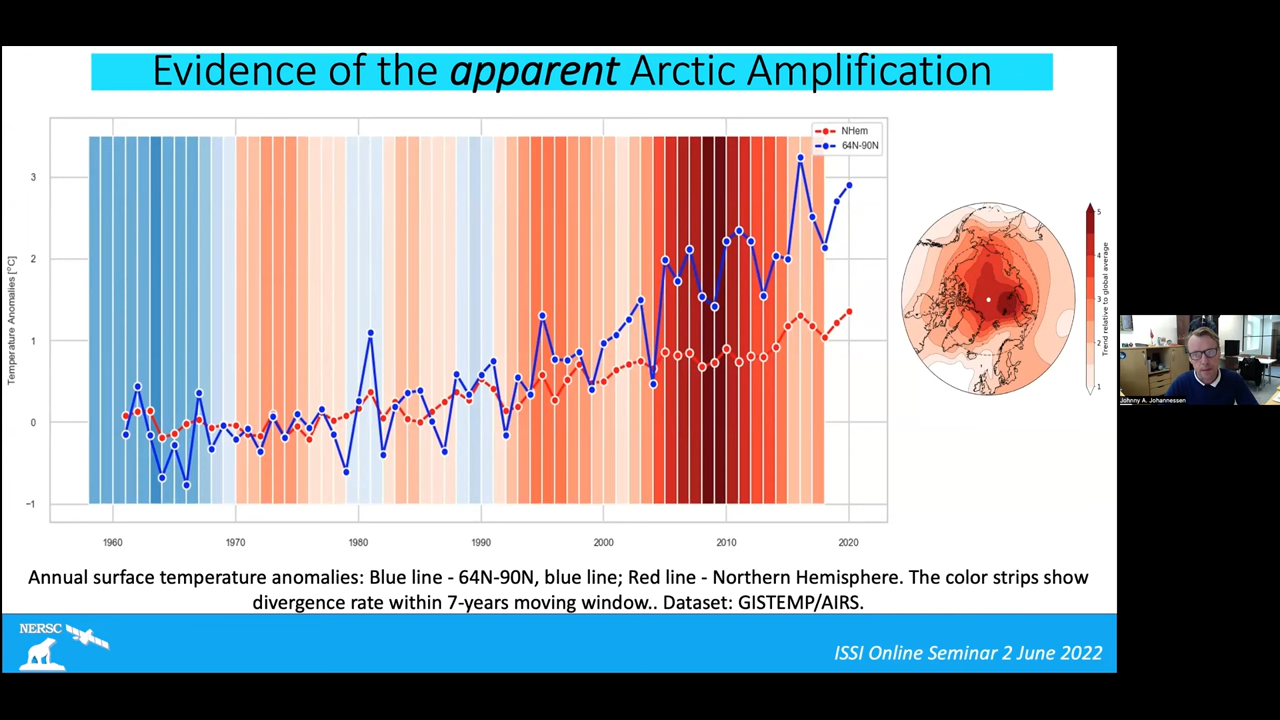 Evidence of the apparent Arctic Amplification
NHem
64N-90N
3
2
1
0
−1
Temperature Anomalies [°C]
1960
1970
1980
1990
2000
2010
2020
5
4
3
2
1
Trend relative to global average
Johnny A. Johannessen
Annual surface temperature anomalies: Blue line - 64N-90N, blue line; Red line - Northern Hemisphere. The color strips show
divergence rate within 7-years moving window.. Dataset: GISTEMP/AIRS.
NERSC
ISSI Online Seminar 2 June 2022